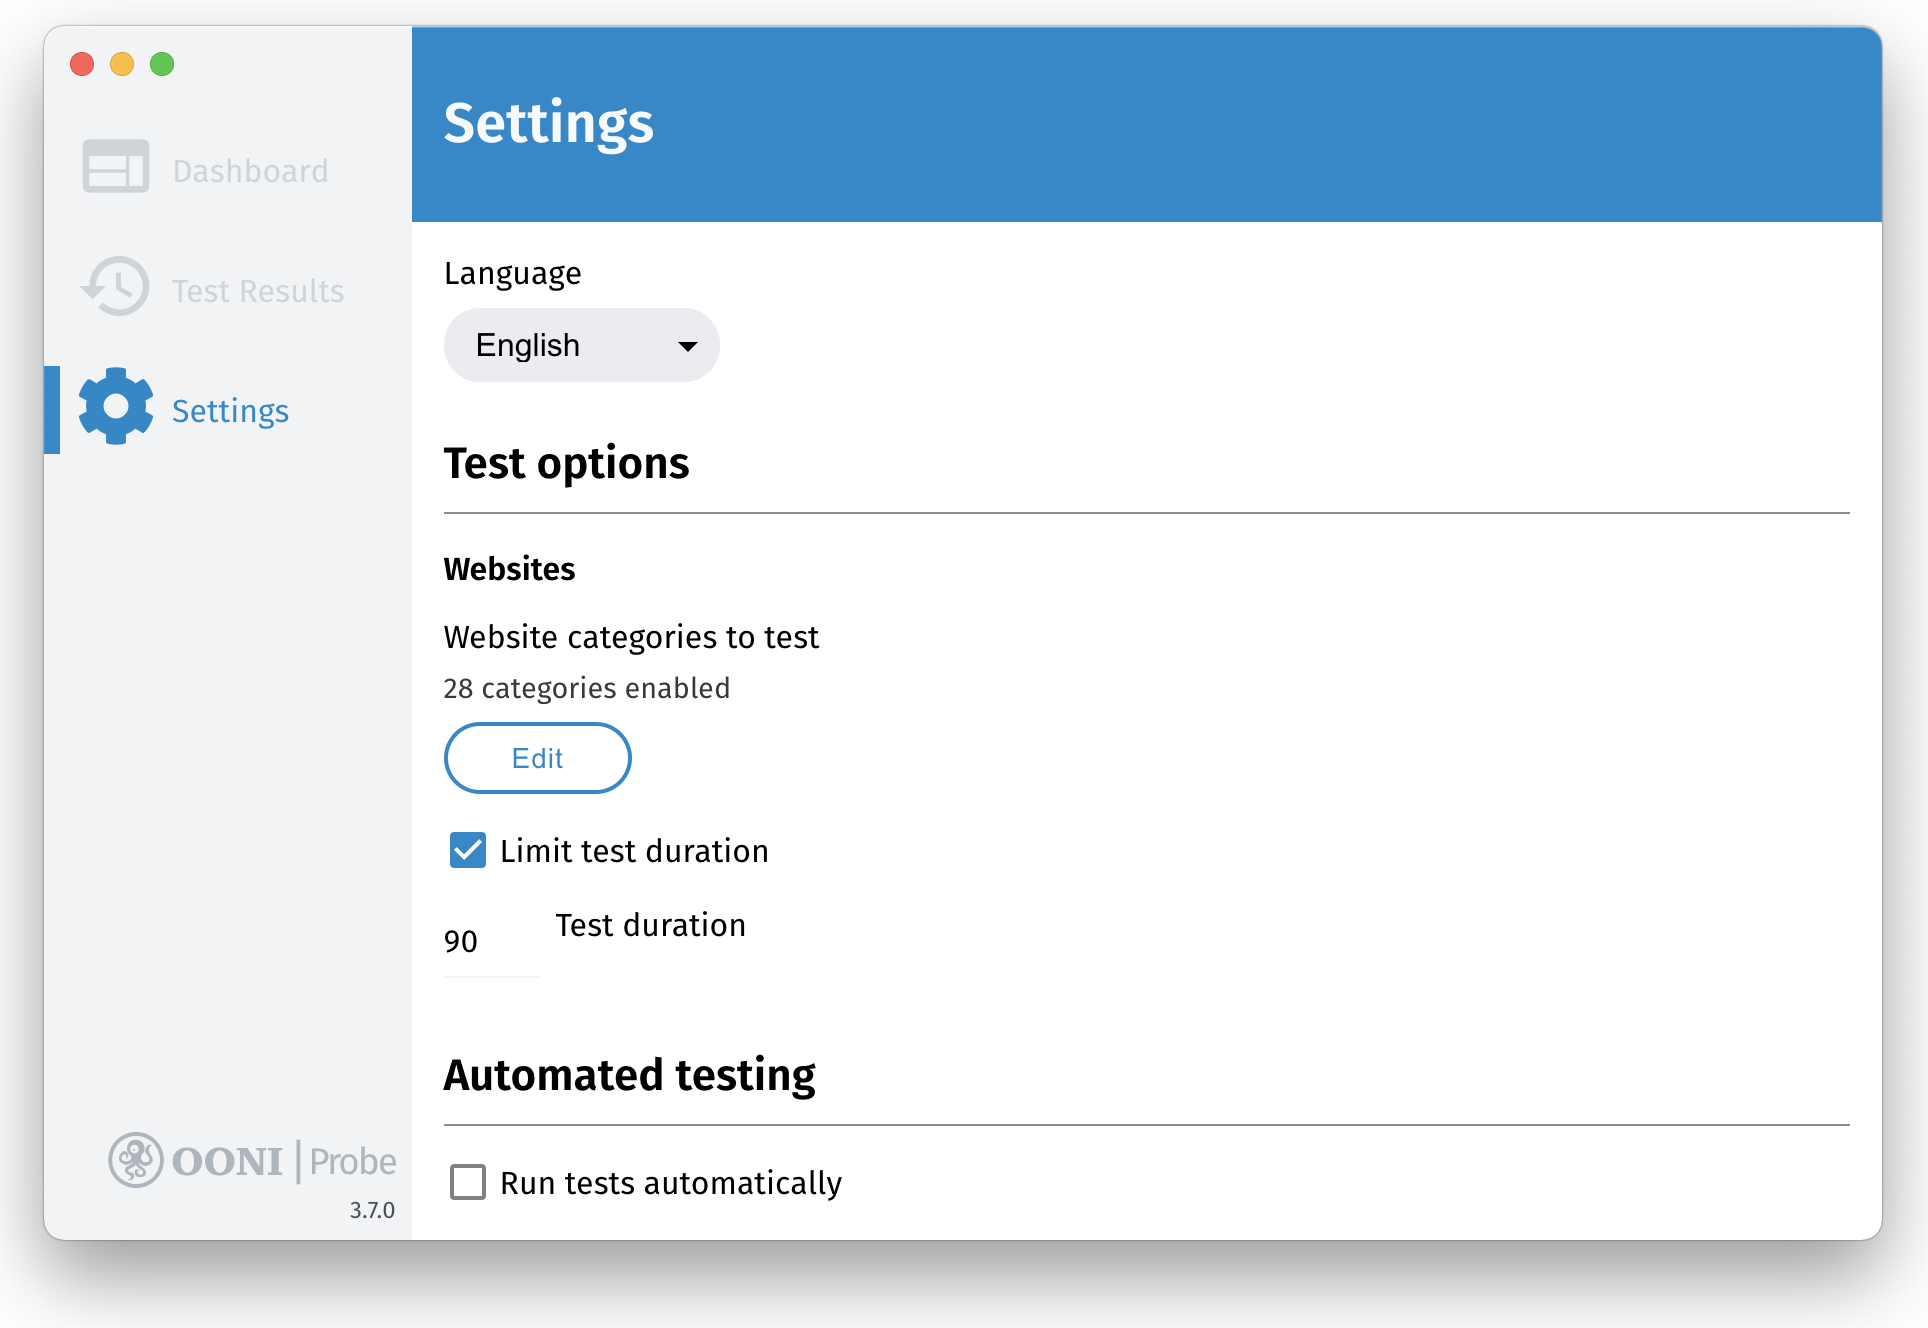 Dashboard
Test Results
Settings
OONI | Probe
3.7.0
Settings
Language
English
Test options
Websites
Website categories to test
28 categories enabled
Edit
Limit test duration
90
Test duration
Automated testing
Run tests automatically